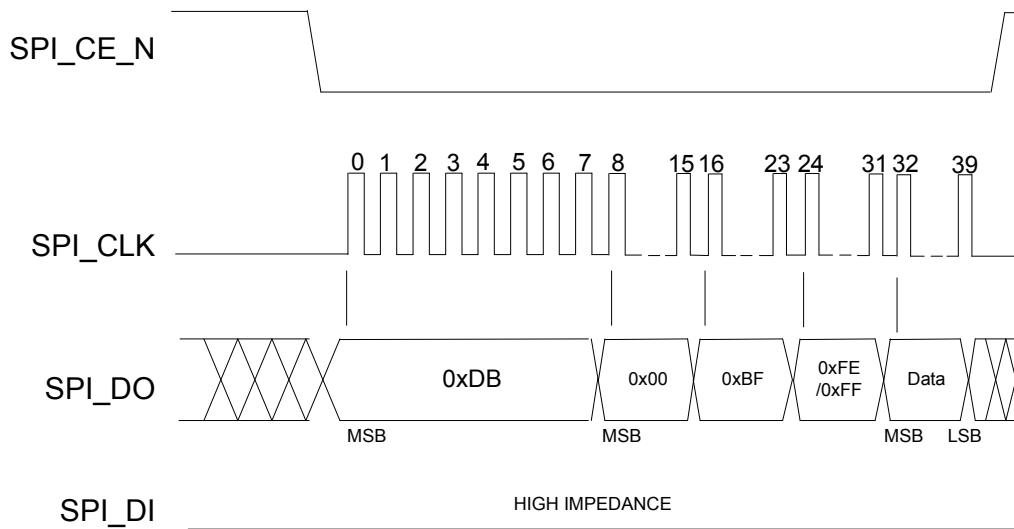 SPI_CE_N
0 1 2 3 4 5 6 7 8 15 16 23 24 31 32 39
SPI_CLK
SPI_DO
0xDB
0x00
0xBF
0xFE
/0xFF
Data
MSB MSB MSB LSB
SPI_DI
HIGH IMPEDANCE